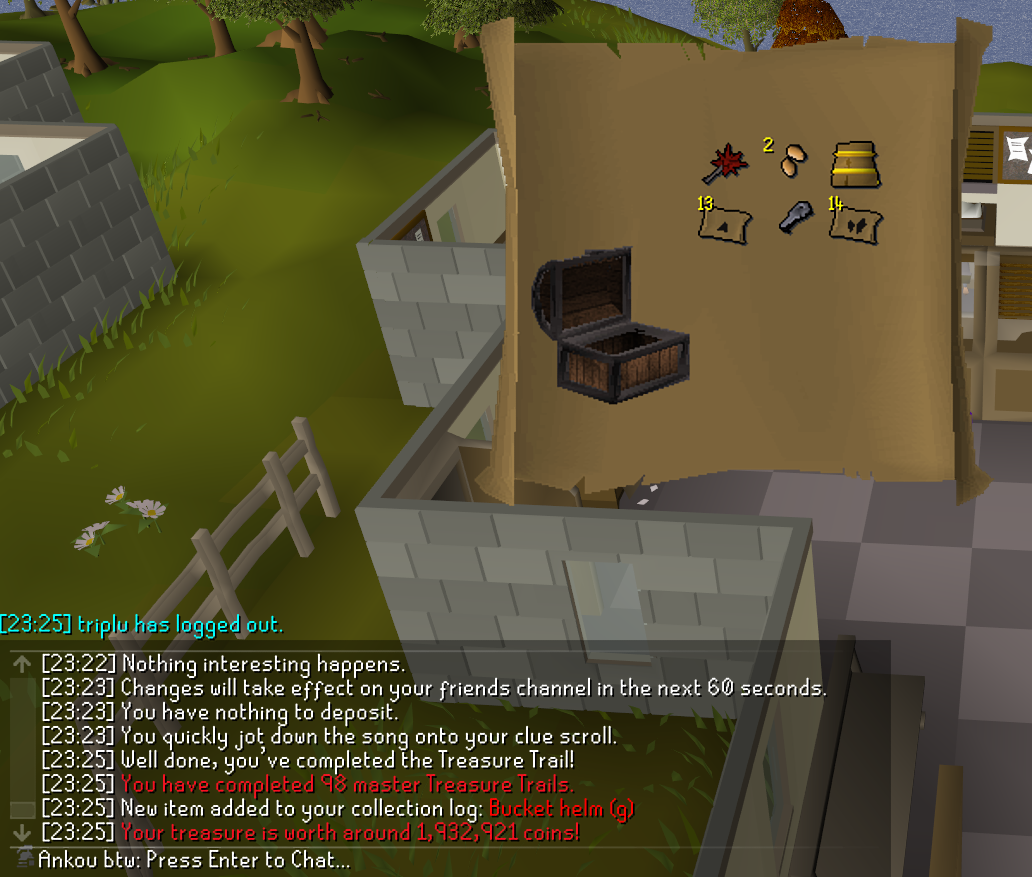 2
13
14
[23:25] triplu has logged out.
[23:22] Nothing interesting happens.
[23:23] Changes will take effect on your friends channel in the next 60 seconds.
[23:23] You have nothing to deposit.
[23:23] You quickly jot down the song onto your clue scroll.
[23:25] Well done, you've completed the Treasure Trail!
[23:25] You have completed 98 master Treasure Trails.
[23:25] New item added to your collection log: Bucket helm (g)
[23:25] Your treasure is worth around 1,932,921 coins!
Ankou btw: Press Enter to Chat...